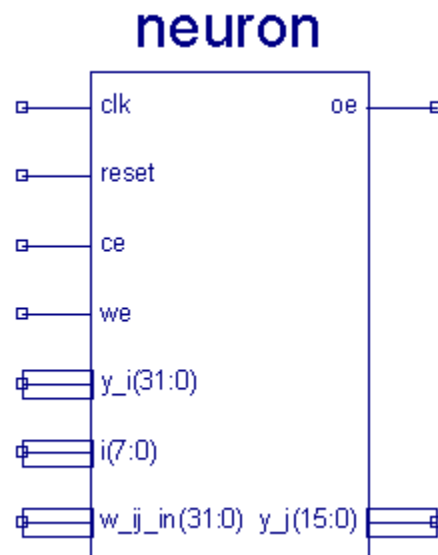 neuron
clk oe
reset
ce
we
y_i(31:0)
i(7:0)
w_ij_in(31:0) y_j(15:0)